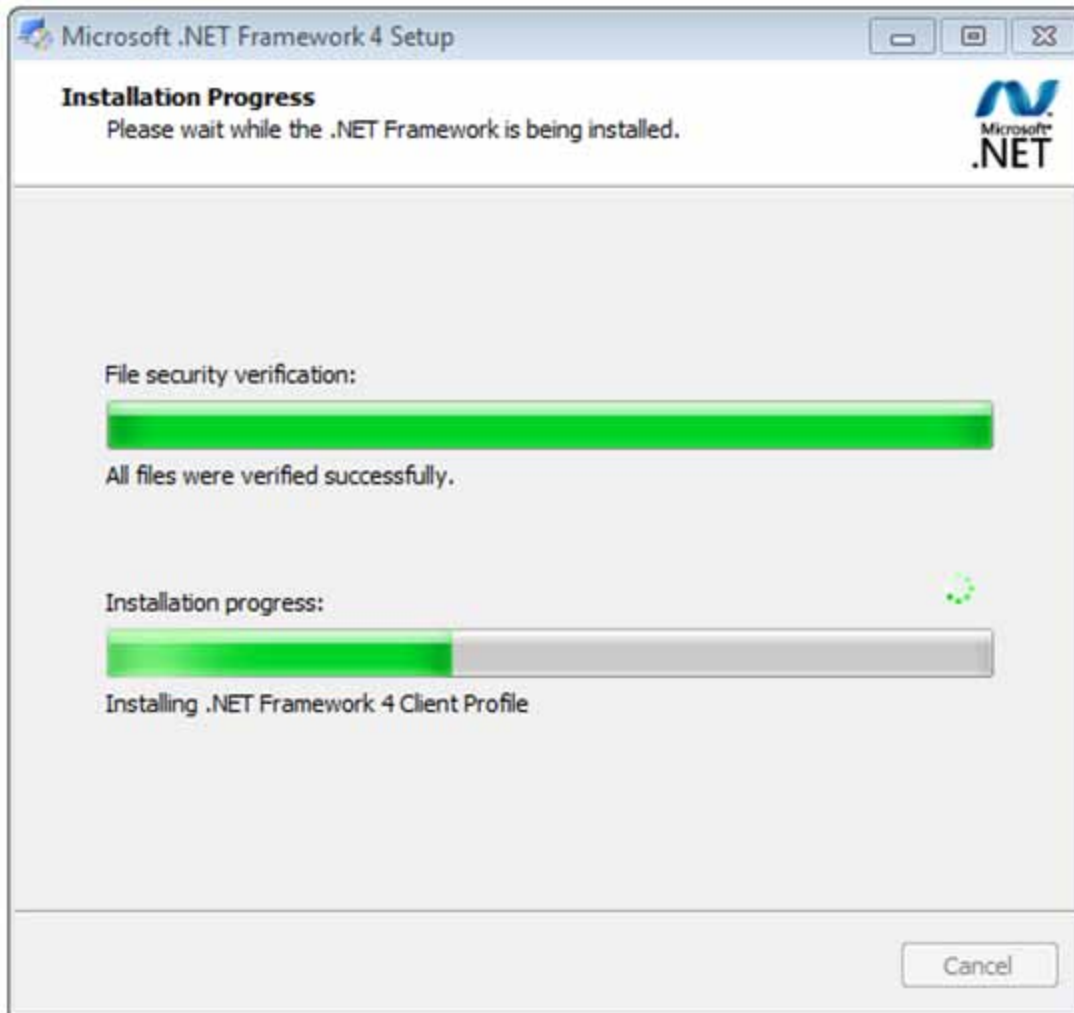 Microsoft .NET Framework 4 Setup
Installation Progress
Please wait while the .NET Framework is being installed.
Microsoft®
.NET
File security verification:
All files were verified successfully.
Installation progress:
Installing .NET Framework 4 Client Profile
Cancel